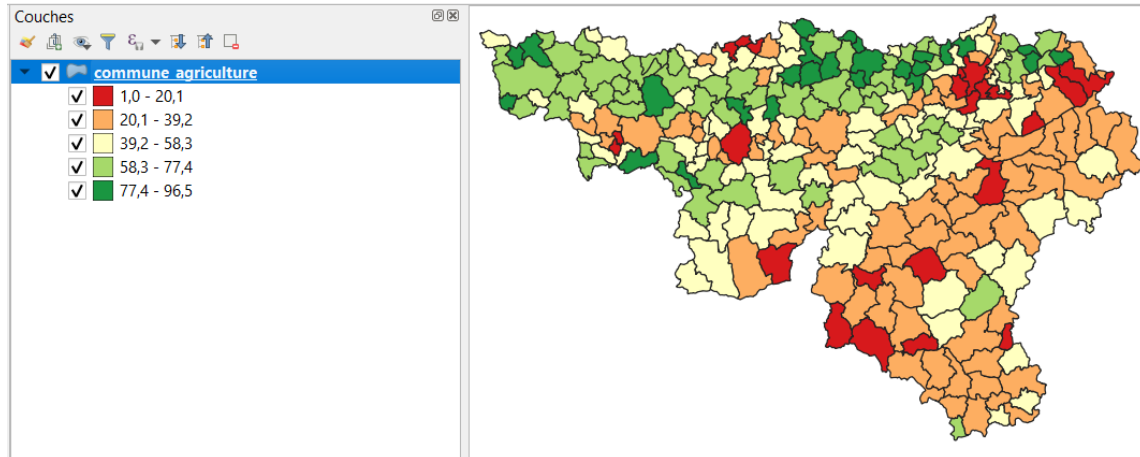 Couches
commune_agriculture
1,0 - 20,1
20,1 - 39,2
39,2 - 58,3
58,3 - 77,4
77,4 - 96,5